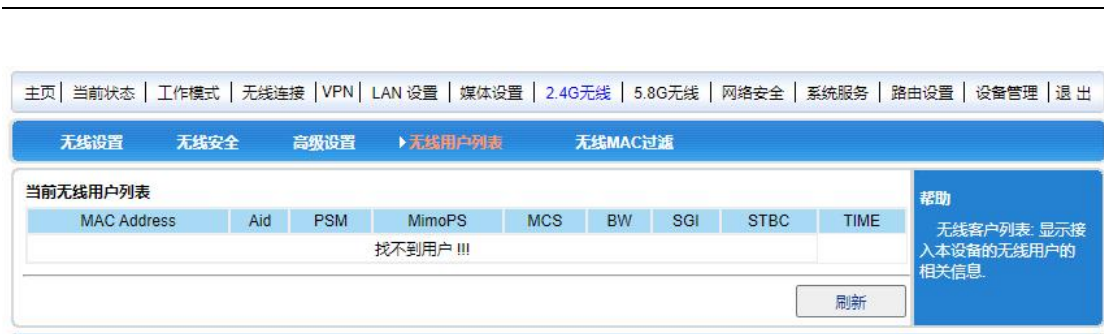 主页 | 当前状态 | 工作模式 | 无线连接 | VPN | LAN 设置 | 媒体设置 | 2.4G无线 | 5.8G无线 | 网络安全 | 系统服务 | 路由设置 | 设备管理 | 退 出
无线设置 无线安全 高级设置 无线用户列表 无线MAC过滤
当前无线用户列表
MAC Address Aid PSM MimoPS MCS BW SGI STBC TIME
找不到用户 !!!
刷新
帮助
无线客户列表: 显示接
入本设备的无线用户的
相关信息.